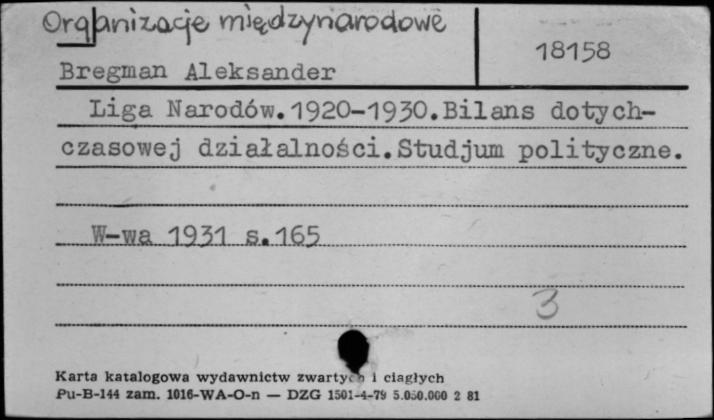 Organizacje międzynarodowe
18158
Bregman Aleksander
Liga Narodów.1920-1930.Bilans dotych-
czasowej działalności.Studjum polityczne.
W-wa 1931 s.165
3
Karta katalogowa wydawnictw zwartych i ciągłych
Pu-B-144 zam. 1016-WA-O-n — DZG 1501-4-79 5.050.000 2 81